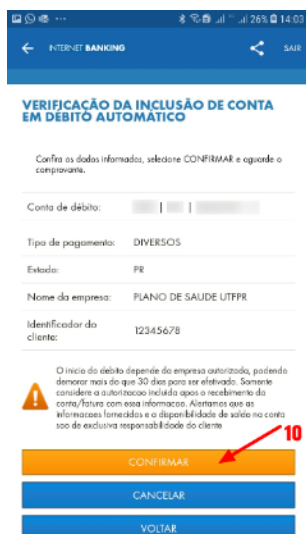 26% 14:03
INTERNET BANKING SAIR
VERIFICAÇÃO DA INCLUSÃO DE CONTA
EM DÉBITO AUTOMÁTICO
Confira os dados informados, selecione CONFIRMAR e aguarde o
comprovante.
Conta de débito:
Tipo de pagamento: DIVERSOS
Estado: PR
Nome da empresa: PLANO DE SAUDE UTFPR
Identificador do
cliente: 12345678
O inicio do debito depende da empresa autorizada, podendo
demorar mais do que 30 dias para ser efetivado. Somente
considere a autorizacao incluida apos o recebimento da
conta/fatura com essa informacao. Alertamos que as
informacoes fornecidas e a disponibilidade de saldo na conta
sao de exclusiva responsabilidade do cliente
10
CONFIRMAR
CANCELAR
VOLTAR